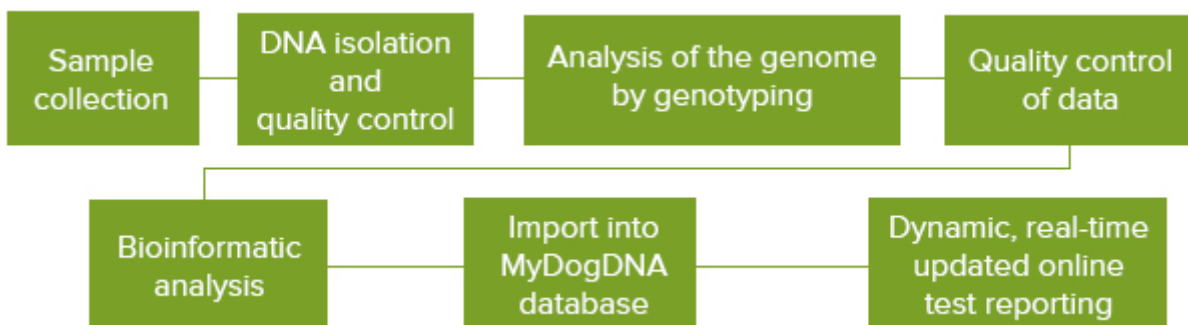 Sample
collection
DNA isolation
and
quality control
Analysis of the genome
by genotyping
Quality control
of data
Bioinformatic
analysis
Import into
MyDogDNA
database
Dynamic, real-time
updated online
test reporting